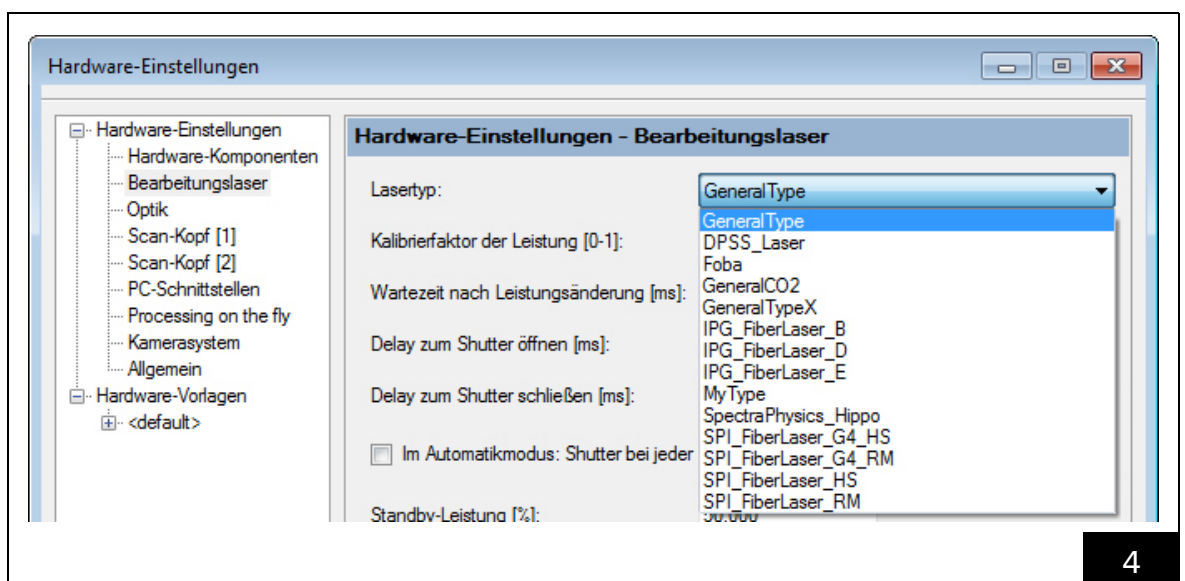 Hardware-Einstellungen
Hardware-Einstellungen
Hardware-Komponenten
Bearbeitungslaser
Optik
Scan-Kopf [1]
Scan-Kopf [2]
PC-Schnittstellen
Processing on the fly
Kamerasystem
Allgemein
Hardware-Vorlagen
<default>
Hardware-Einstellungen - Bearbeitungslaser
Lasertyp:
GeneralType
Kalibrierfaktor der Leistung [0-1]:
Wartezeit nach Leistungsänderung [ms]:
Delay zum Shutter öffnen [ms]:
Delay zum Shutter schließen [ms]:
Im Automatikmodus: Shutter bei jeder
Standby-Leistung [%]:
GeneralType
DPSS_Laser
Foba
GeneralCO2
GeneralTypeX
IPG_FiberLaser_B
IPG_FiberLaser_D
IPG_FiberLaser_E
MyType
SpectraPhysics_Hippo
SPI_FiberLaser_G4_HS
SPI_FiberLaser_G4_RM
SPI_FiberLaser_HS
SPI_FiberLaser_RM
50.000
4